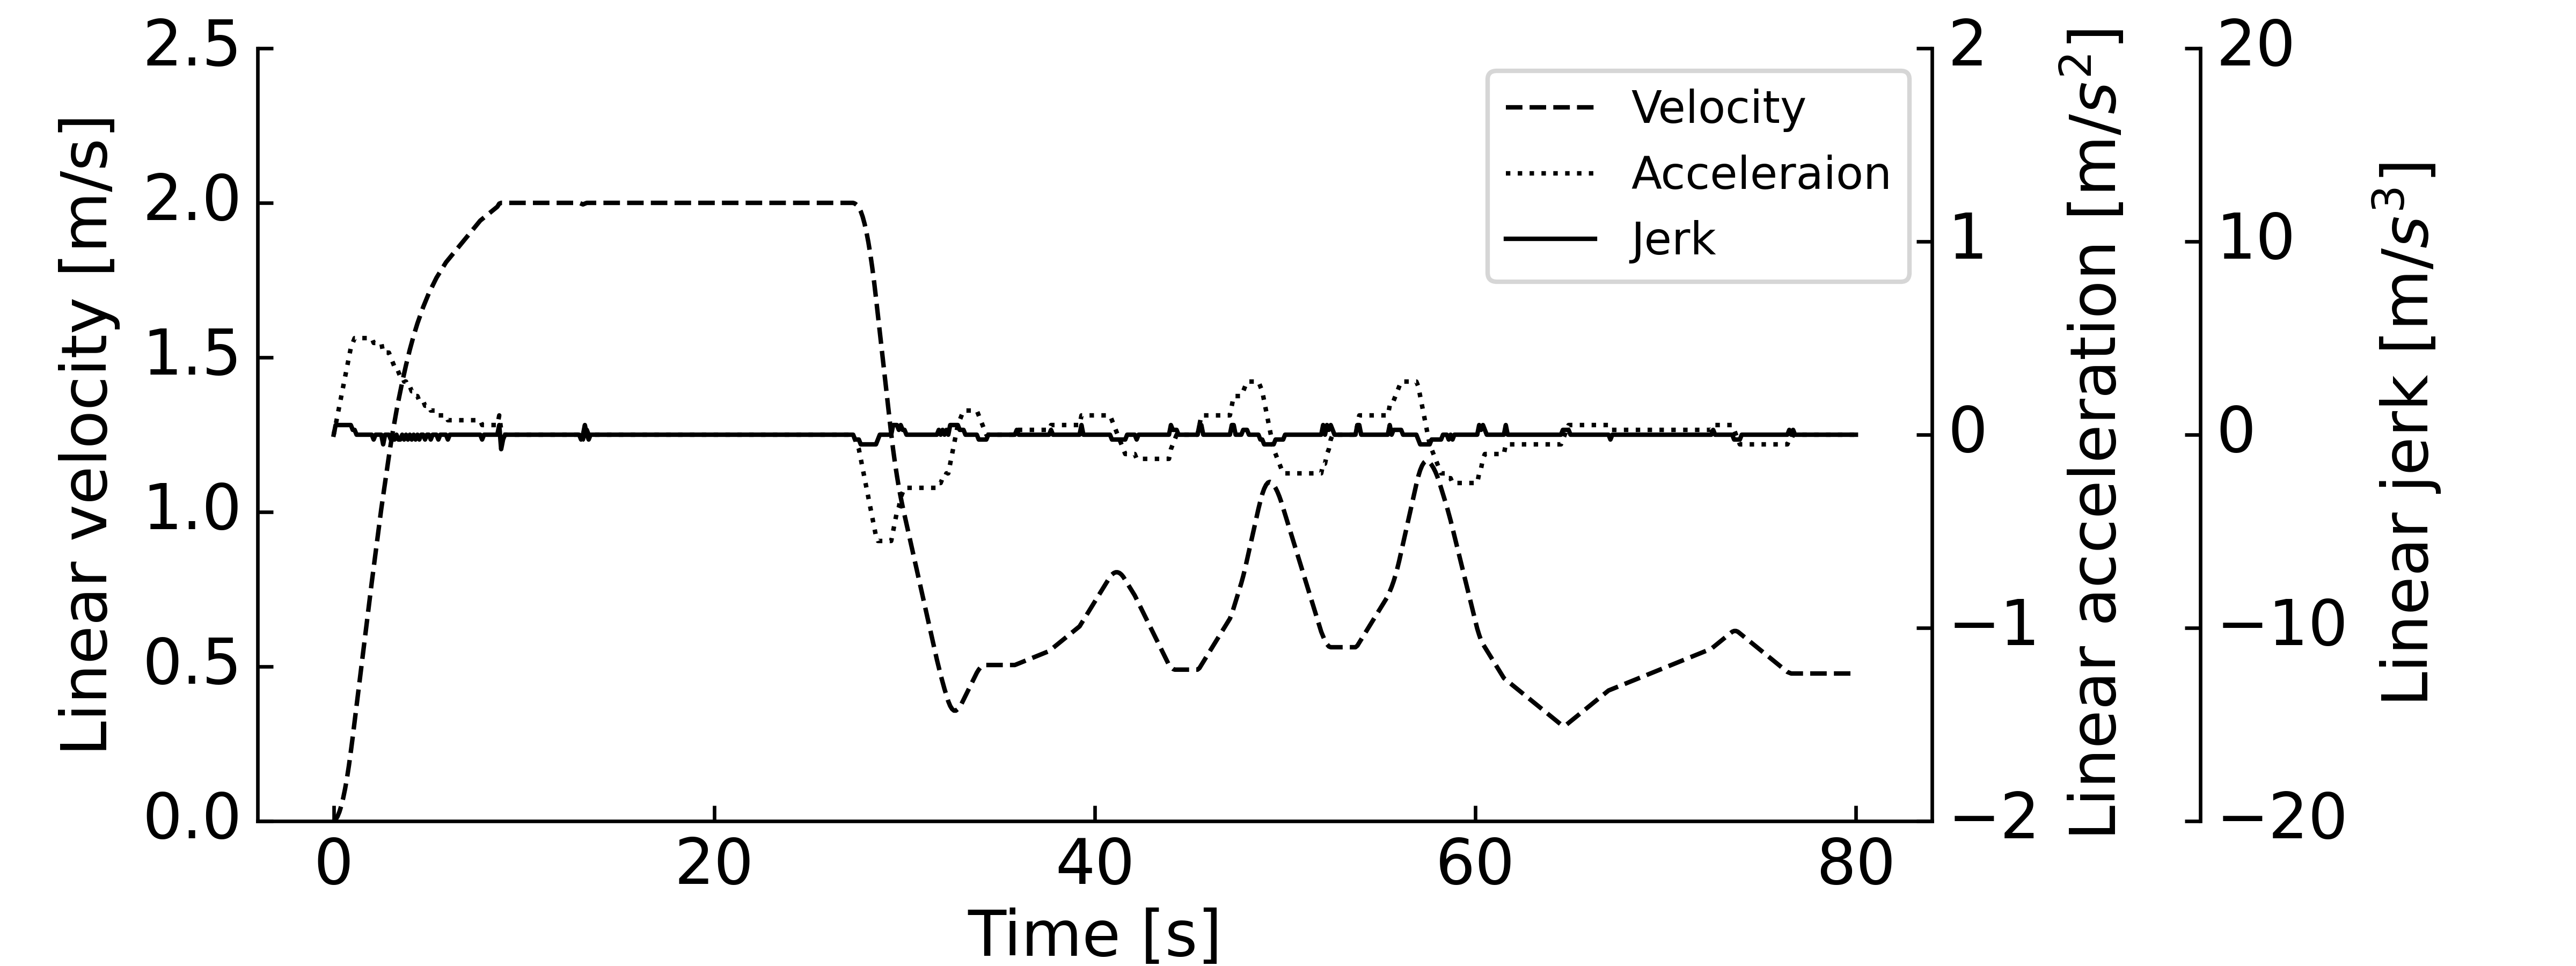 Linear velocity [m/s]
2.5
2.0
1.5
1.0
0.5
0.0
0 20 40 60 80
Time [s]
Velocity
Acceleraion
Jerk
2
1
0
−1
−2
Linear acceleration [m/s²]
20
10
0
−10
−20
Linear jerk [m/s³]